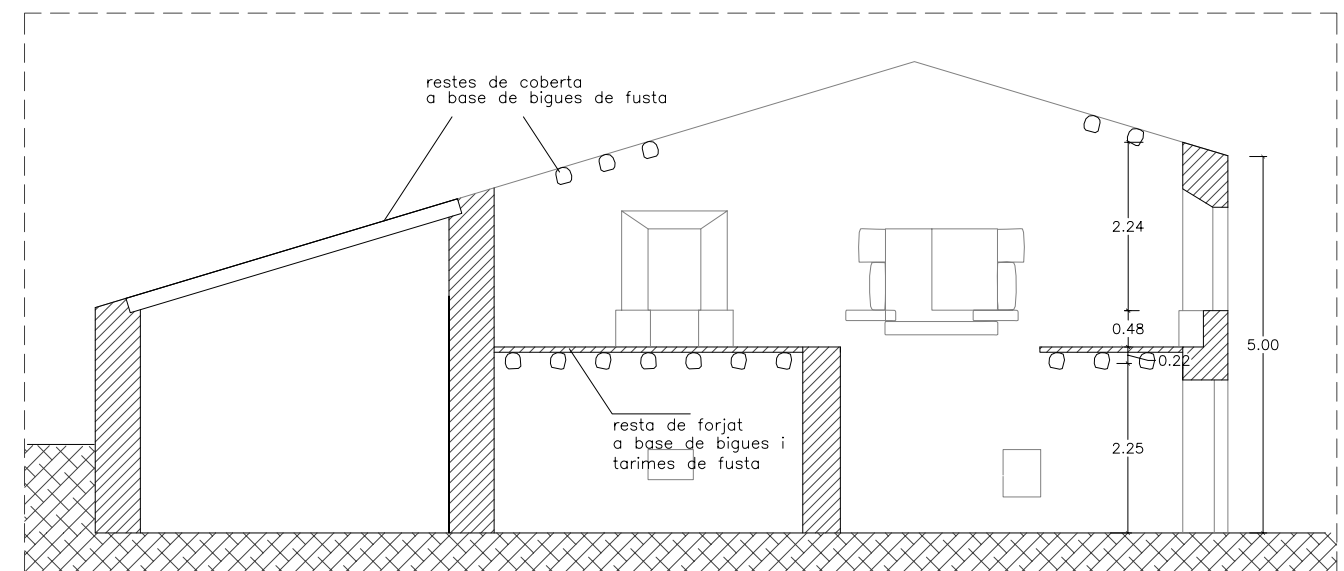 restes de coberta
a base de bigues de fusta
2.24
0.48
5.00
0.22
resta de forjat
a base de bigues i
tarimes de fusta
2.25